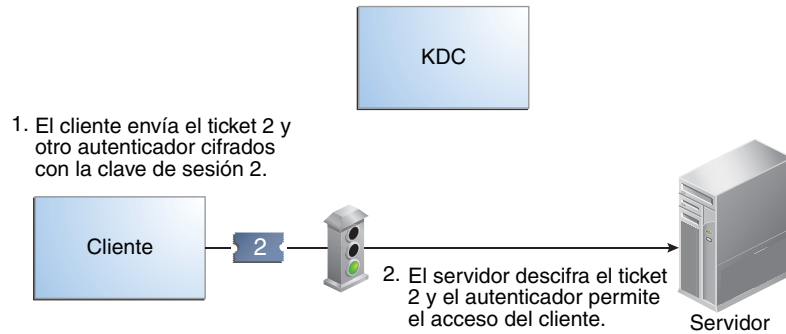 KDC
1. El cliente envía el ticket 2 y
otro autenticador cifrados
con la clave de sesión 2.
Cliente
2
2. El servidor descifra el ticket
2 y el autenticador permite
el acceso del cliente.
Servidor